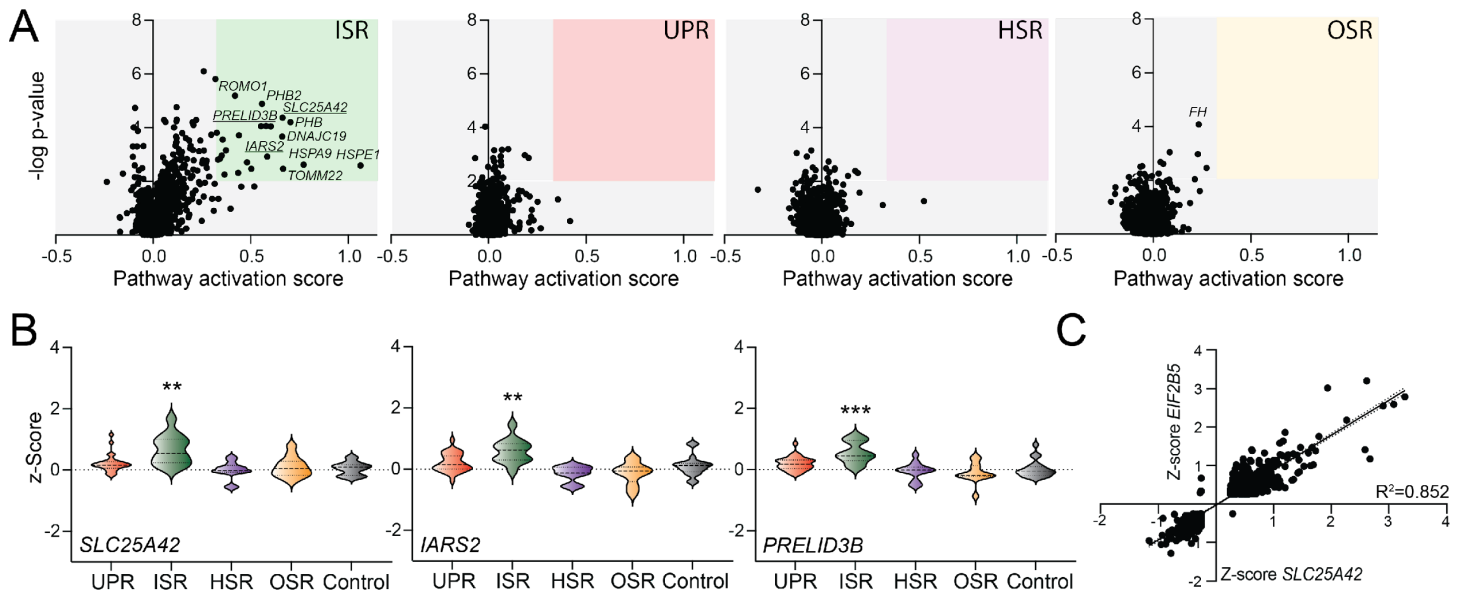 A
ISR
UPR
HSR
OSR
-log p-value
8
6
4
2
ROMO1
PHB2
SLC25A42
PRELID3B
PHB
DNAJC19
IARS2
HSPA9 HSPE1
TOMM22
-0.5 0.0 0.5 1.0
Pathway activation score
8
6
4
2
-0.5 0.0 0.5 1.0
Pathway activation score
8
6
4
2
-0.5 0.0 0.5 1.0
Pathway activation score
8
6
4
2
FH
-0.5 0.0 0.5 1.0
Pathway activation score
B
z-Score
4
2
0
-2
**
SLC25A42
UPR ISR HSR OSR Control
4
2
0
-2
**
IARS2
UPR ISR HSR OSR Control
4
2
0
-2
***
PRELID3B
UPR ISR HSR OSR Control
C
Z-score EIF2B5
4
3
2
1
-2 -1 1 2 3 4
-1
-2
R²=0.852
Z-score SLC25A42